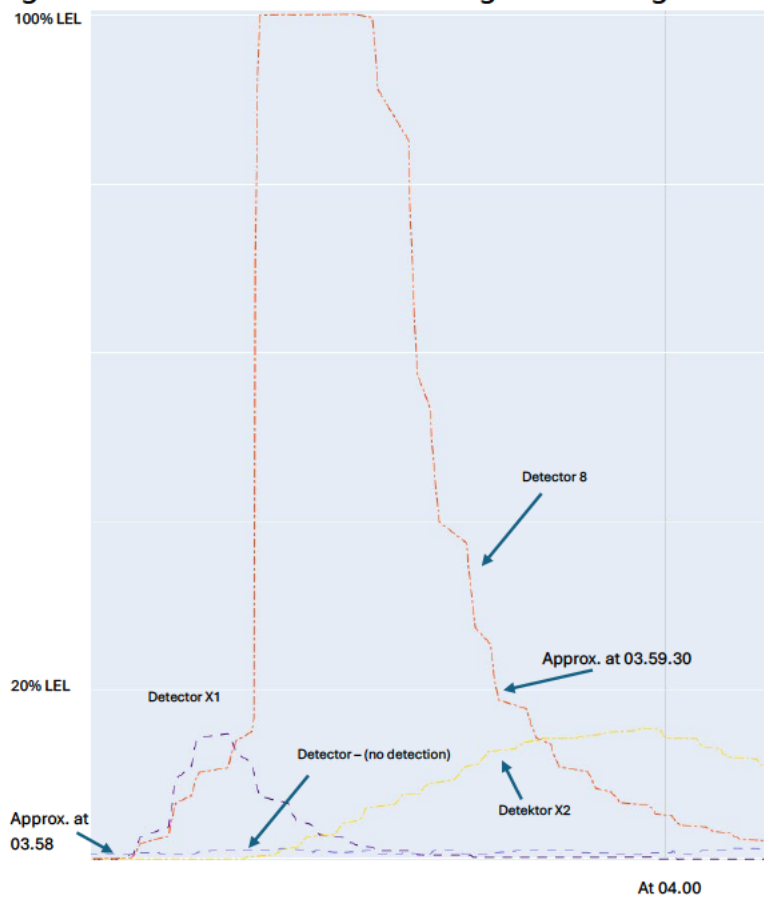 100% LEL
Detector 8
Approx. at 03.59.30
20% LEL
Detector X1
Detector – (no detection)
Detektor X2
Approx. at
03.58
At 04.00